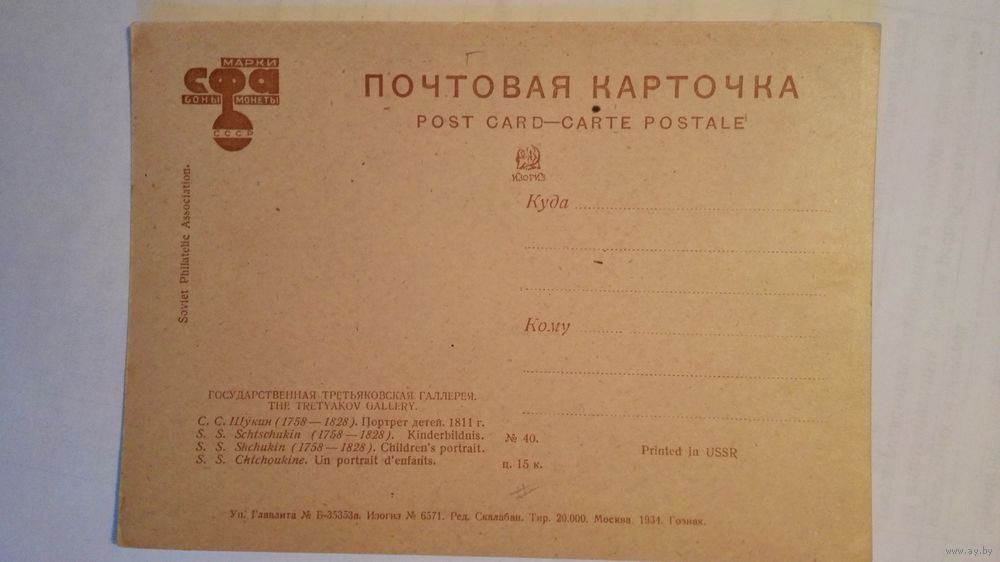 МАРКИ
СФА
БОНЫ МОНЕТЫ
СССР
Soviet Philatelic Association.
ПОЧТОВАЯ КАРТОЧКА
POST CARD—CARTE POSTALE
ИЗОГИЗ
Куда
Кому
ГОСУДАРСТВЕННАЯ ТРЕТЬЯКОВСКАЯ ГАЛЛЕРЕЯ.
THE TRETYAKOV GALLERY.
С. С. Щукин (1758—1828). Портрет детей. 1811 г.
S. S. Schtschukin (1758—1828). Kinderbildnis.
S. S. Shchukin (1758—1828). Children's portrait.
S. S. Chtchoukine. Un portrait d'enfants.
№ 40.
ц. 15 к.
Printed in USSR
Уп. Главлита № Б-35353а. Изогиз № 6571. Ред. Скалабан. Тир. 20.000. Москва 1934. Гознак.
www.ay.by